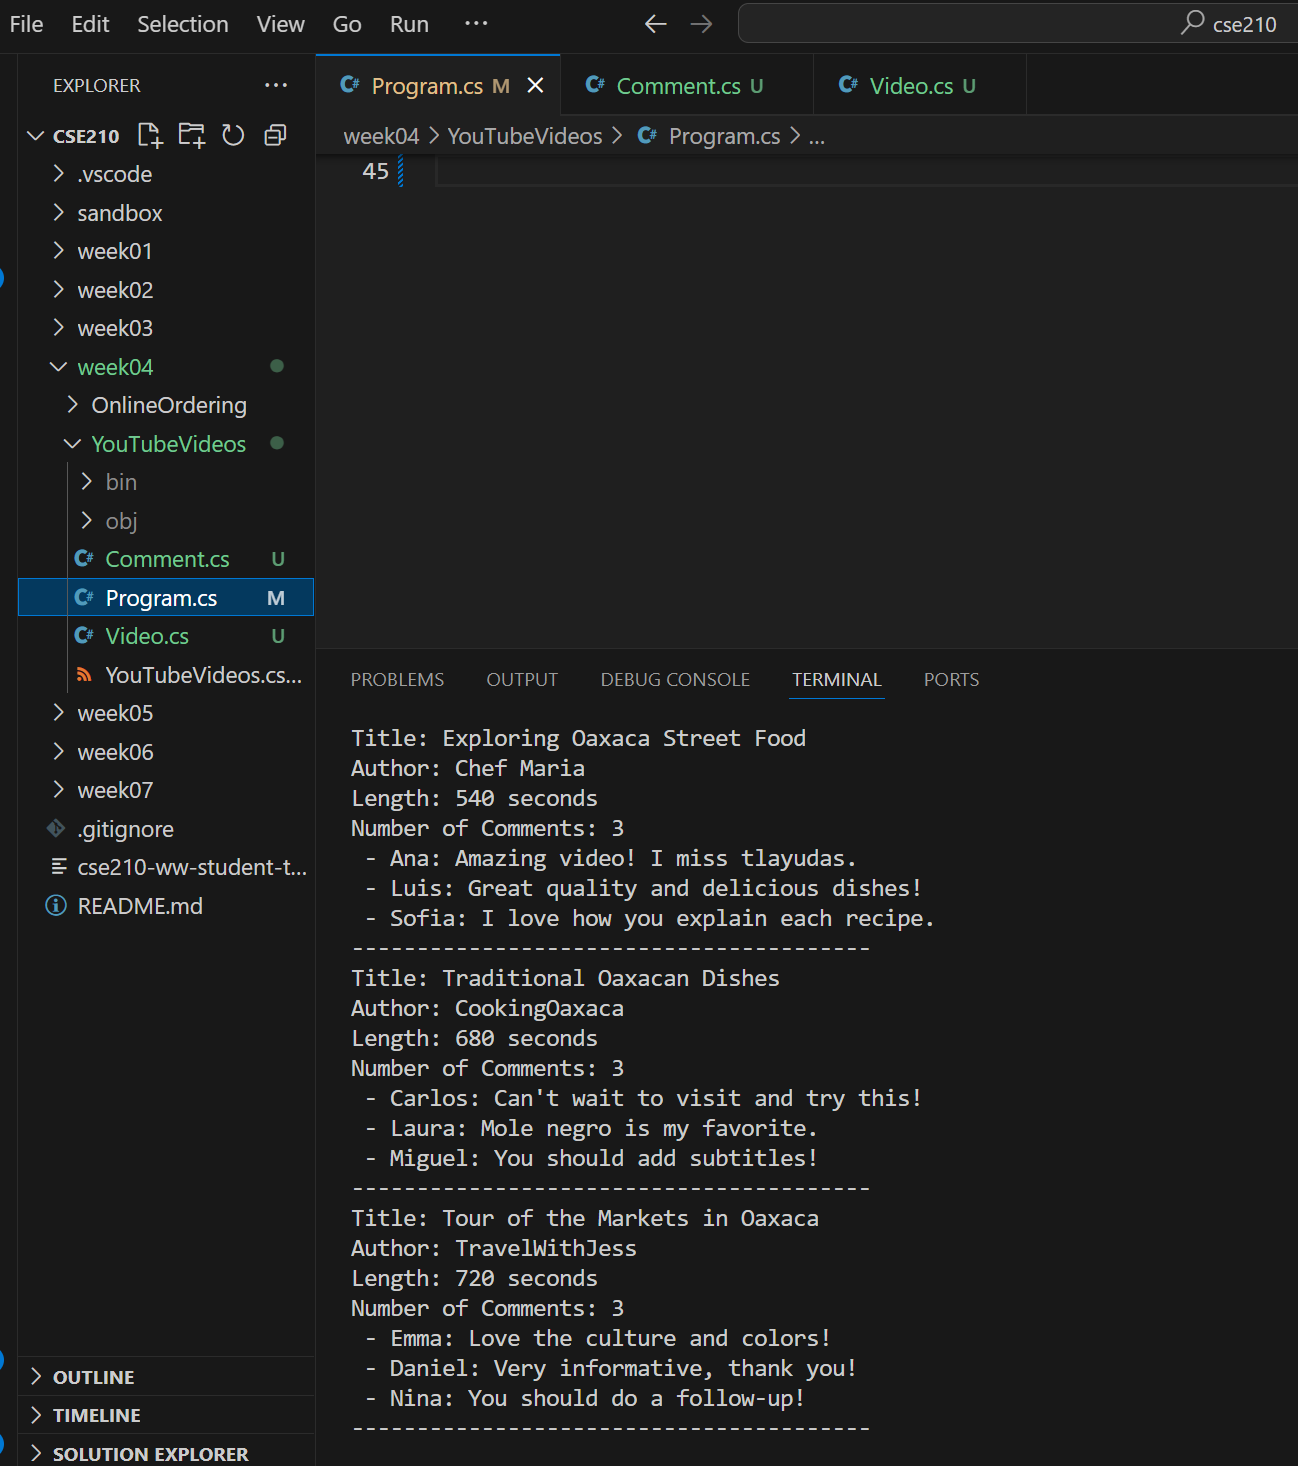 File Edit Selection View Go Run ··· cse210
EXPLORER ···
CSE210
.vscode
sandbox
week01
week02
week03
week04
OnlineOrdering
YouTubeVideos
bin
obj
C# Comment.cs U
C# Program.cs M
C# Video.cs U
YouTubeVideos.cs...
week05
week06
week07
.gitignore
cse210-ww-student-t...
README.md
OUTLINE
TIMELINE
SOLUTION EXPLORER
C# Program.cs M C# Comment.cs U C# Video.cs U
week04 > YouTubeVideos > C# Program.cs > ...
45
PROBLEMS OUTPUT DEBUG CONSOLE TERMINAL PORTS
Title: Exploring Oaxaca Street Food
Author: Chef Maria
Length: 540 seconds
Number of Comments: 3
- Ana: Amazing video! I miss tlayudas.
- Luis: Great quality and delicious dishes!
- Sofia: I love how you explain each recipe.
----------------------------------------
Title: Traditional Oaxacan Dishes
Author: CookingOaxaca
Length: 680 seconds
Number of Comments: 3
- Carlos: Can't wait to visit and try this!
- Laura: Mole negro is my favorite.
- Miguel: You should add subtitles!
----------------------------------------
Title: Tour of the Markets in Oaxaca
Author: TravelWithJess
Length: 720 seconds
Number of Comments: 3
- Emma: Love the culture and colors!
- Daniel: Very informative, thank you!
- Nina: You should do a follow-up!
----------------------------------------